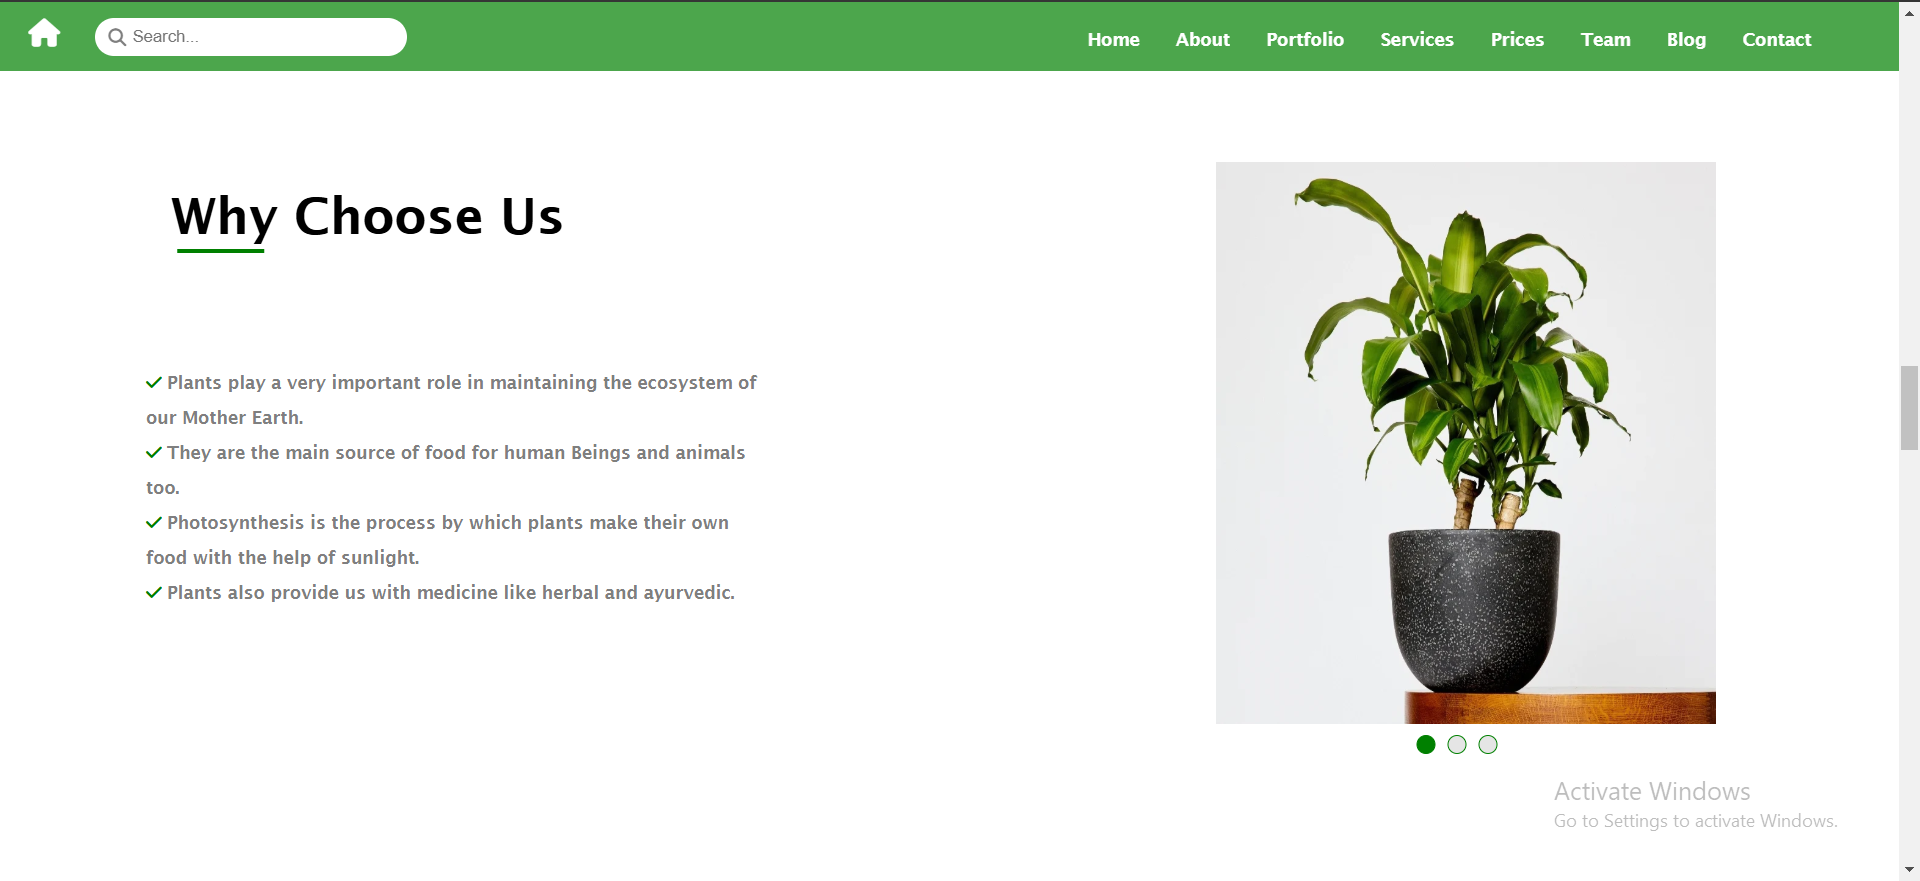 Search...
Home About Portfolio Services Prices Team Blog Contact
Why Choose Us
Plants play a very important role in maintaining the ecosystem of
our Mother Earth.
They are the main source of food for human Beings and animals
too.
Photosynthesis is the process by which plants make their own
food with the help of sunlight.
Plants also provide us with medicine like herbal and ayurvedic.
Activate Windows
Go to Settings to activate Windows.